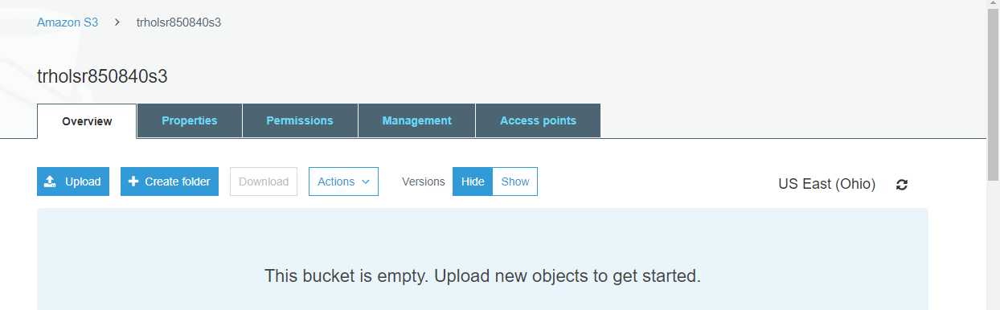 Amazon S3 > trholsr850840s3
trholsr850840s3
Overview Properties Permissions Management Access points
Upload Create folder Download Actions Versions Hide Show US East (Ohio)
This bucket is empty. Upload new objects to get started.